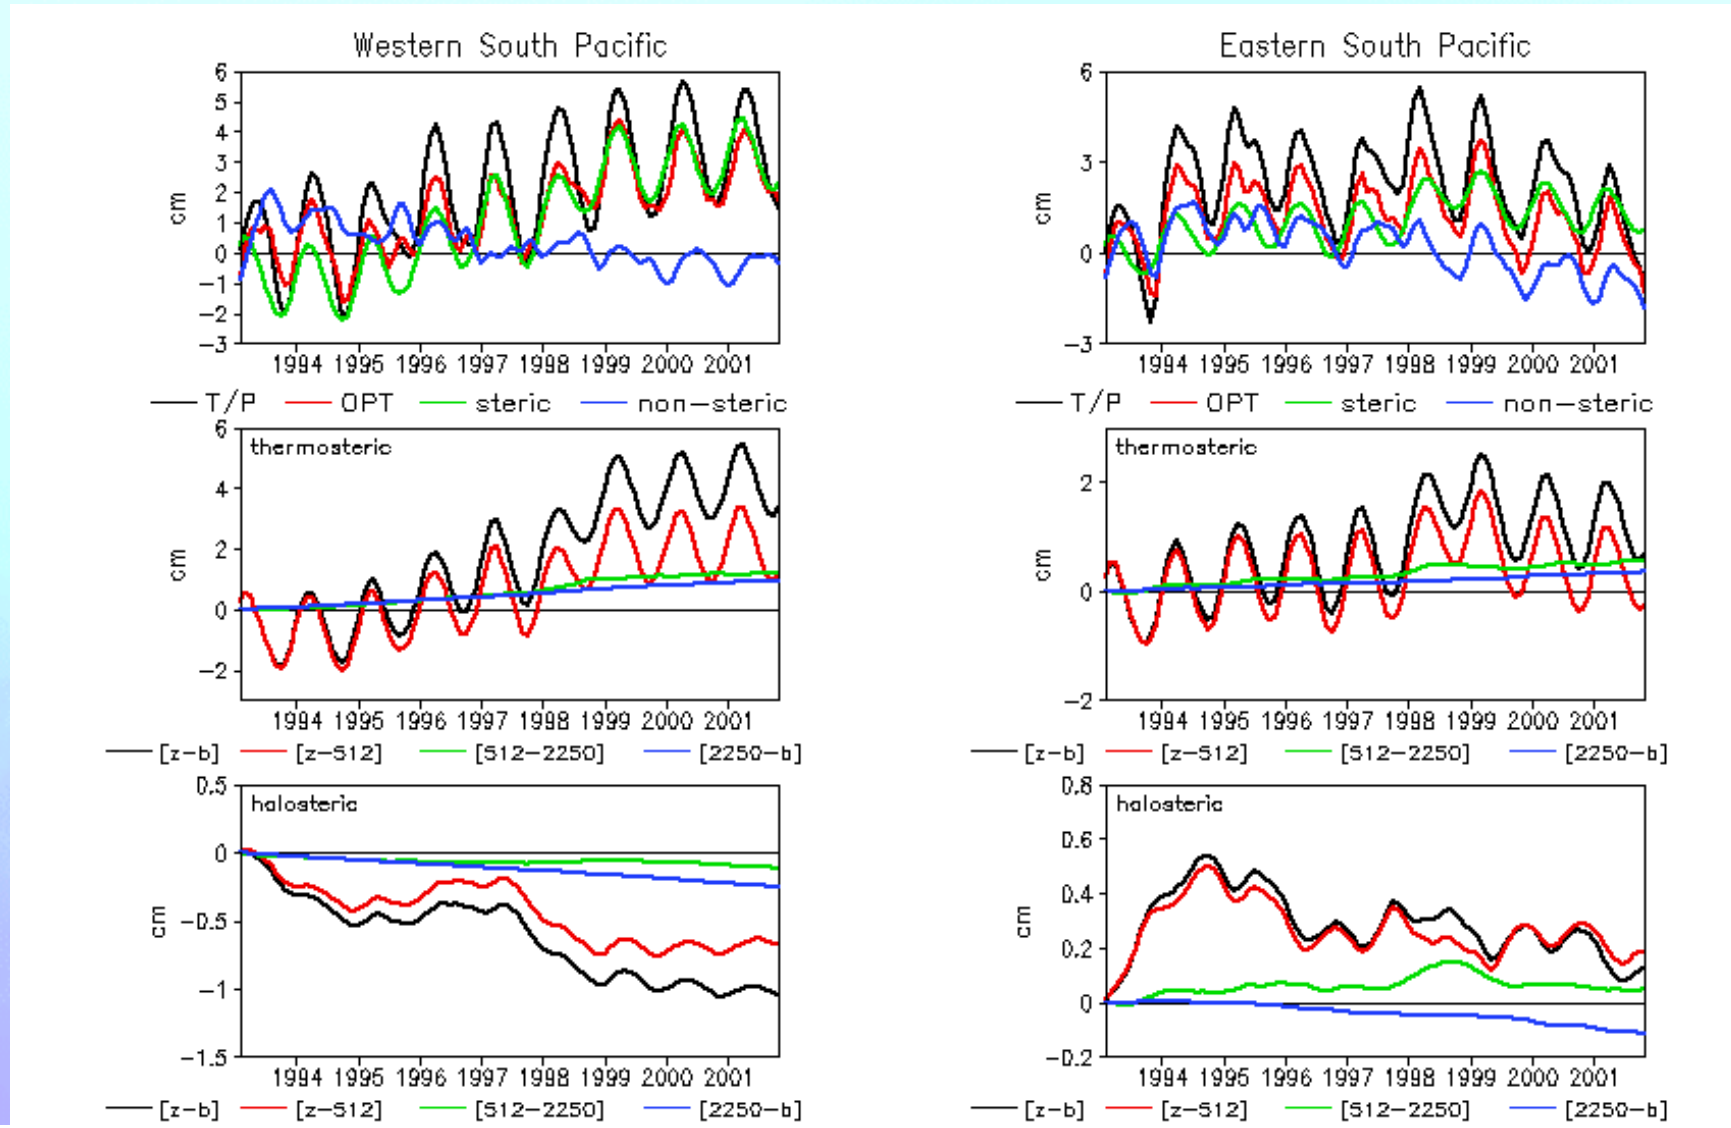 Western South Pacific
6
5
4
3
2
1
0
−1
−2
−3
cm
1994 1995 1996 1997 1998 1999 2000 2001
T/P OPT steric non−steric
thermosteric
6
4
2
0
−2
cm
1994 1995 1996 1997 1998 1999 2000 2001
[z−b] [z−512] [512−2250] [2250−b]
halosteric
0.5
0
−0.5
−1
−1.5
cm
1994 1995 1996 1997 1998 1999 2000 2001
[z−b] [z−512] [512−2250] [2250−b]
Eastern South Pacific
6
3
0
−3
cm
1994 1995 1996 1997 1998 1999 2000 2001
T/P OPT steric non−steric
thermosteric
2
0
−2
cm
1994 1995 1996 1997 1998 1999 2000 2001
[z−b] [z−512] [512−2250] [2250−b]
halosteric
0.8
0.6
0.4
0.2
0
−0.2
cm
1994 1995 1996 1997 1998 1999 2000 2001
[z−b] [z−512] [512−2250] [2250−b]